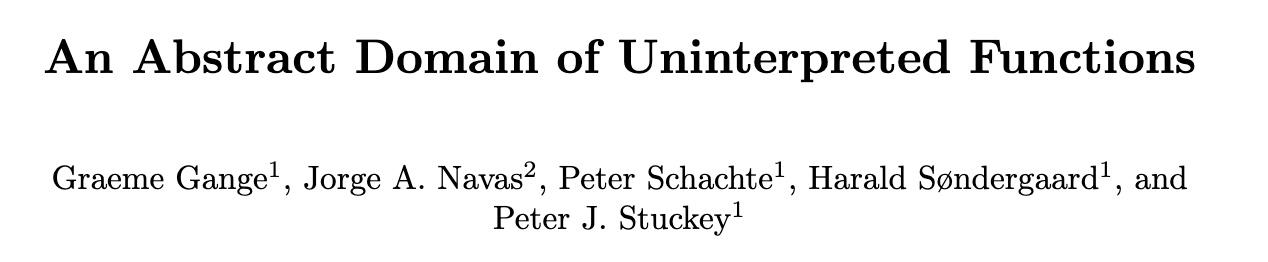 An Abstract Domain of Uninterpreted Functions
Graeme Gange¹, Jorge A. Navas², Peter Schachte¹, Harald Søndergaard¹, and
Peter J. Stuckey¹